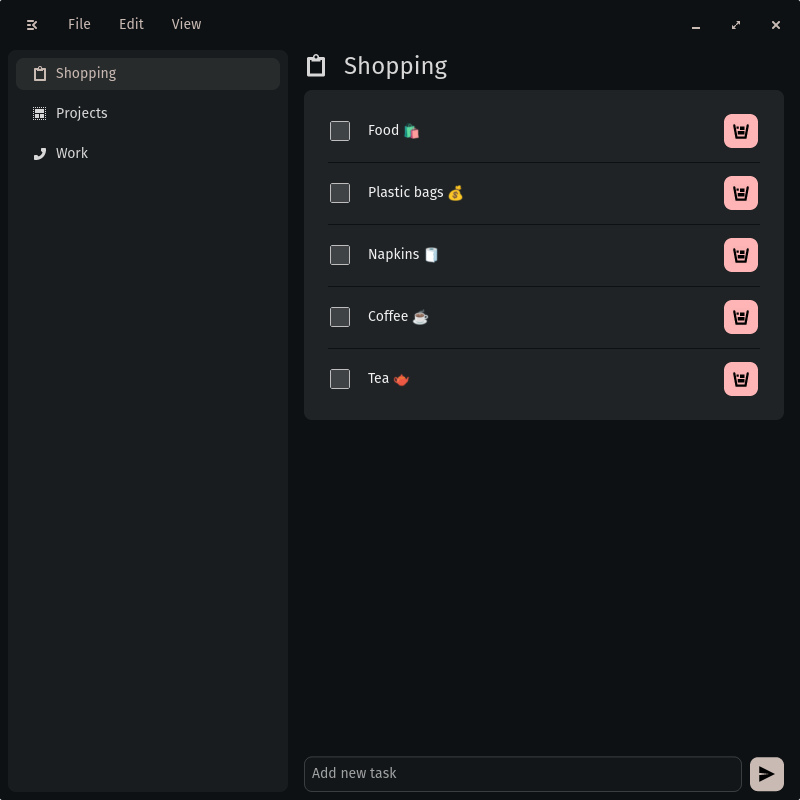 File Edit View
Shopping
Projects
Work
Shopping
Food 🛍️
Plastic bags 💰
Napkins 🧻
Coffee ☕
Tea 🫖
Add new task